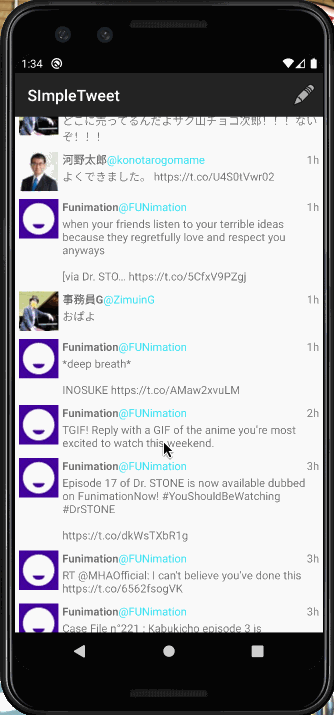 1:34
SImpleTweet
どこに売ってるんだよサク山チョコ次郎！！！ ない
ぞ！！！
河野太郎@konotarogomame 1h
よくできました。 https://t.co/U4S0tVwr02
Funimation@FUNimation 1h
when your friends listen to your terrible ideas
because they regretfully love and respect you
anyways
[via Dr. STO… https://t.co/5CfxV9PZgj
事務員G@ZimuinG 1h
おぱよ
Funimation@FUNimation 1h
*deep breath*
INOSUKE https://t.co/AMaw2xvuLM
Funimation@FUNimation 2h
TGIF! Reply with a GIF of the anime you're most
excited to watch this weekend.
Funimation@FUNimation 3h
Episode 17 of Dr. STONE is now available dubbed
on FunimationNow! #YouShouldBeWatching
#DrSTONE
https://t.co/dkWsTXbR1g
Funimation@FUNimation 3h
RT @MHAOfficial: I can't believe you've done this
https://t.co/6562fsogVK
Funimation@FUNimation 3h
Case File n°221 : Kabukicho episode 3 is